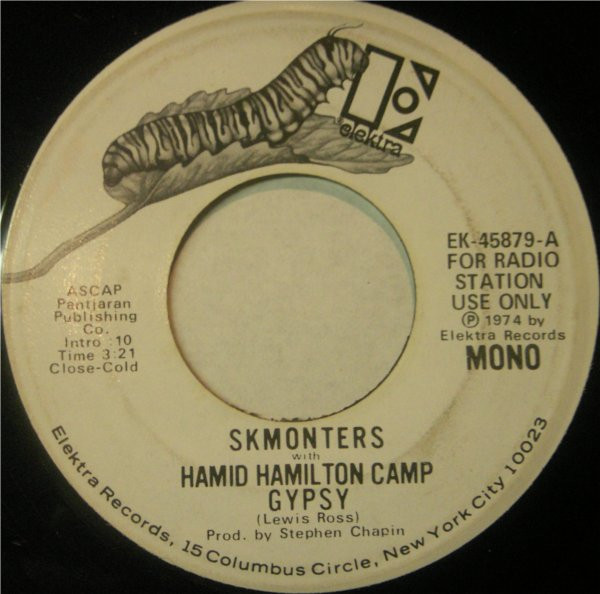 elektra
EK-45879-A
FOR RADIO
STATION
USE ONLY
℗ 1974 by
Elektra Records
MONO
ASCAP
Pantjaran
Publishing
Co.
Intro :10
Time 3:21
Close-Cold
SKMONTERS
with
HAMID HAMILTON CAMP
GYPSY
(Lewis Ross)
Prod. by Stephen Chapin
Elektra Records, 15 Columbus Circle, New York City 10023